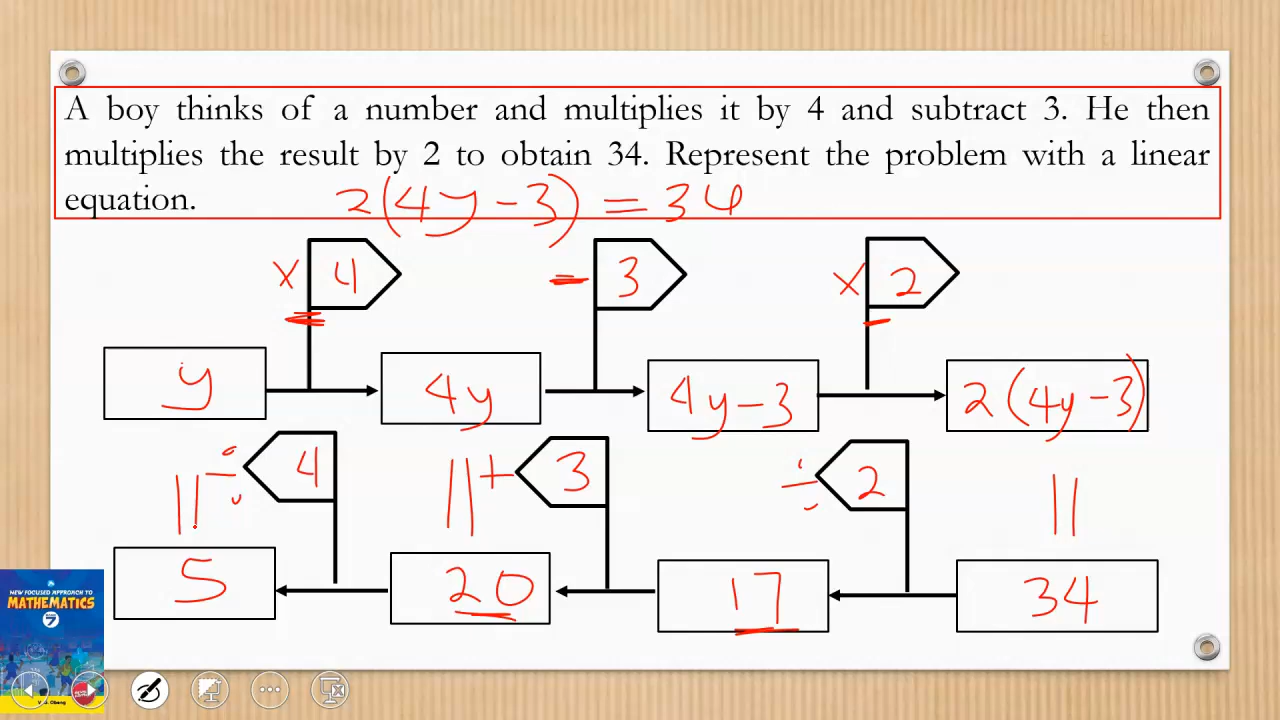 A boy thinks of a number and multiplies it by 4 and subtract 3. He then
multiplies the result by 2 to obtain 34. Represent the problem with a linear
equation. 2(4y-3) = 34
× 4 - 3 × 2
y 4y 4y-3 2(4y-3)
|| ÷ 4 || + 3 ÷ 2 ||
5 20 17 34
NEW FOCUSED APPROACH TO
MATHEMATICS
7